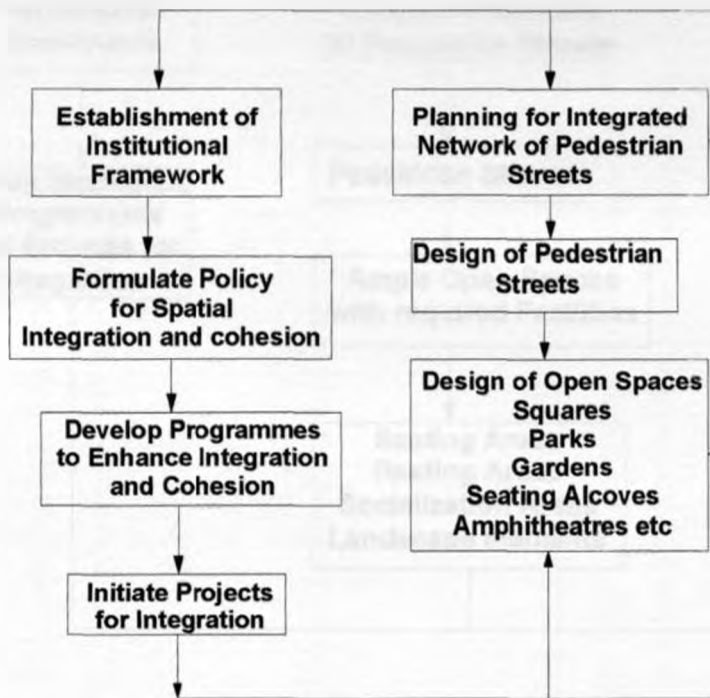 Establishment of
Institutional
Framework
Formulate Policy
for Spatial
Integration and cohesion
Develop Programmes
to Enhance Integration
and Cohesion
Initiate Projects
for Integration
Planning for Integrated
Network of Pedestrian
Streets
Design of Pedestrian
Streets
Design of Open Spaces
Squares
Parks
Gardens
Seating Alcoves
Amphitheatres etc